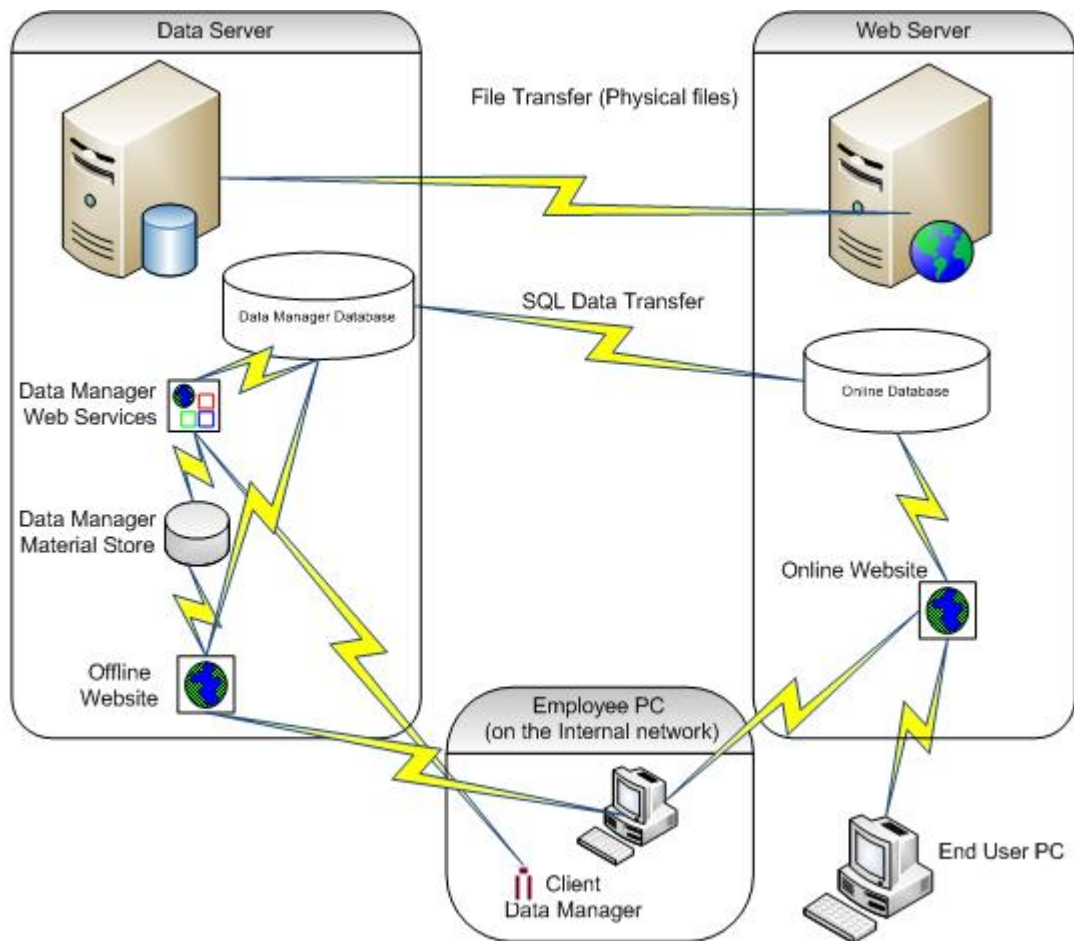 Data Server
Web Server
File Transfer (Physical files)
SQL Data Transfer
Data Manager Database
Online Database
Data Manager
Web Services
Data Manager
Material Store
Online Website
Offline
Website
Employee PC
(on the Internal network)
End User PC
Client
Data Manager